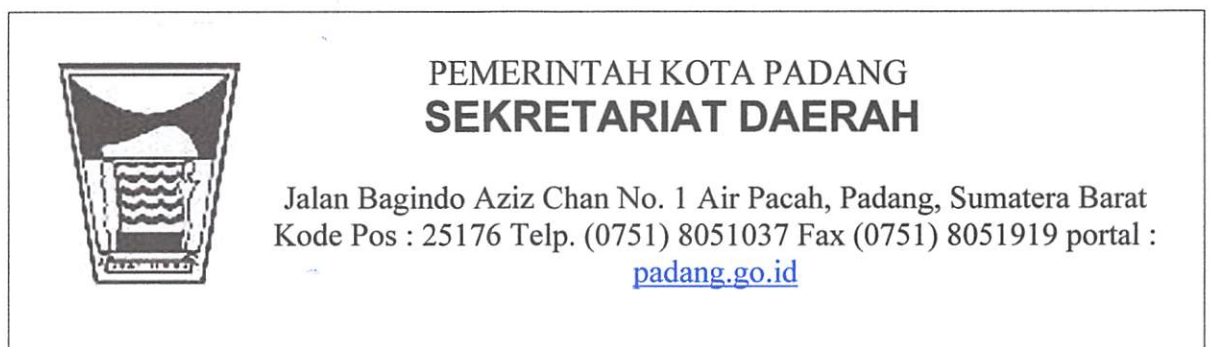 PEMERINTAH KOTA PADANG
SEKRETARIAT DAERAH
Jalan Bagindo Aziz Chan No. 1 Air Pacah, Padang, Sumatera Barat
Kode Pos : 25176 Telp. (0751) 8051037 Fax (0751) 8051919 portal :
padang.go.id